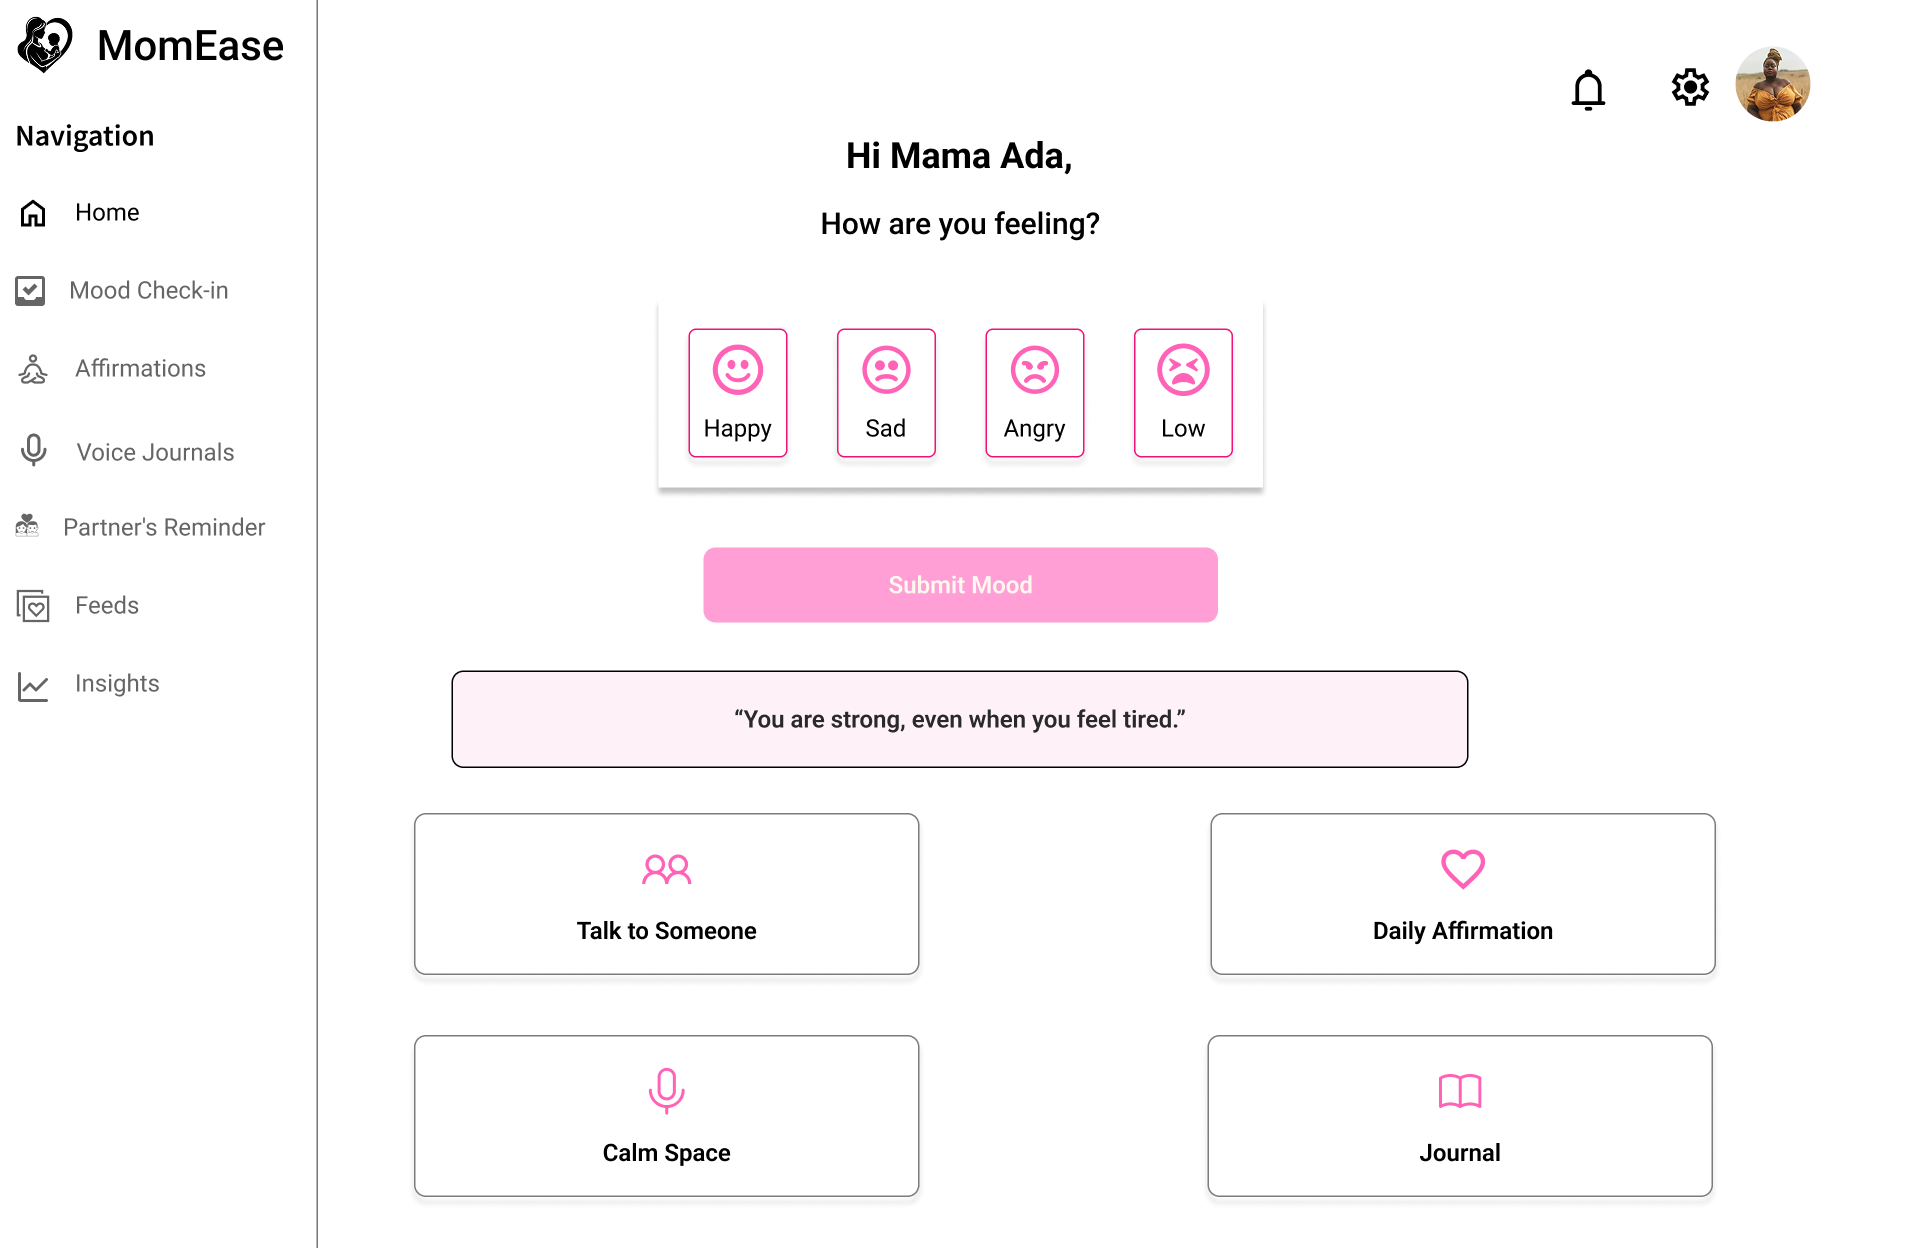 MomEase
Navigation
Home
Mood Check-in
Affirmations
Voice Journals
Partner's Reminder
Feeds
Insights
Hi Mama Ada,
How are you feeling?
Happy
Sad
Angry
Low
Submit Mood
“You are strong, even when you feel tired.”
Talk to Someone
Daily Affirmation
Calm Space
Journal